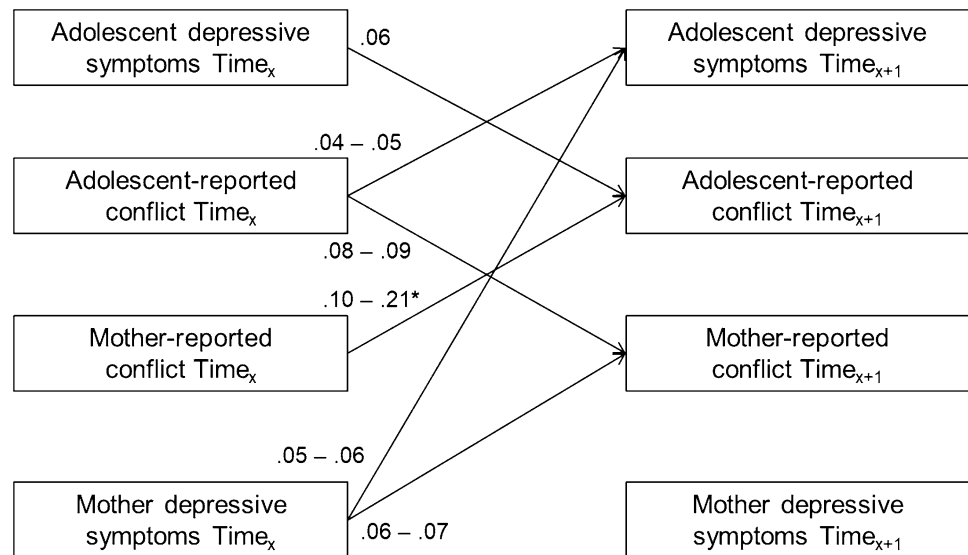 Adolescent depressive
symptoms Timeₓ
.06
Adolescent depressive
symptoms Timeₓ₊₁
.04 – .05
Adolescent-reported
conflict Timeₓ
Adolescent-reported
conflict Timeₓ₊₁
.08 – .09
.10 – .21*
Mother-reported
conflict Timeₓ
Mother-reported
conflict Timeₓ₊₁
.05 – .06
Mother depressive
symptoms Timeₓ
.06 – .07
Mother depressive
symptoms Timeₓ₊₁